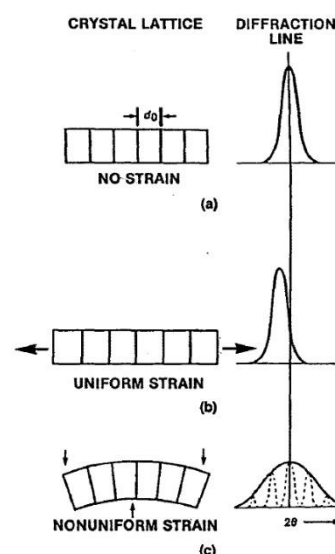 CRYSTAL LATTICE
DIFFRACTION
LINE
d₀
NO STRAIN
(a)
UNIFORM STRAIN
(b)
NONUNIFORM STRAIN
2θ
(c)